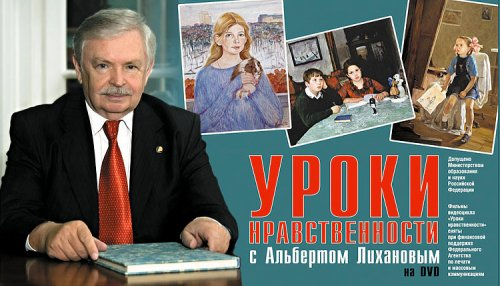 УРОКИ
НРАВСТВЕННОСТИ
с Альбертом Лихановым
на DVD
Допущено
Министерством
образования
и науки
Российской
Федерации
Фильмы
видеоцикла
«Уроки
нравственности»
сняты
при финансовой
поддержке
Федерального
Агентства
по печати
и массовым
коммуникациям